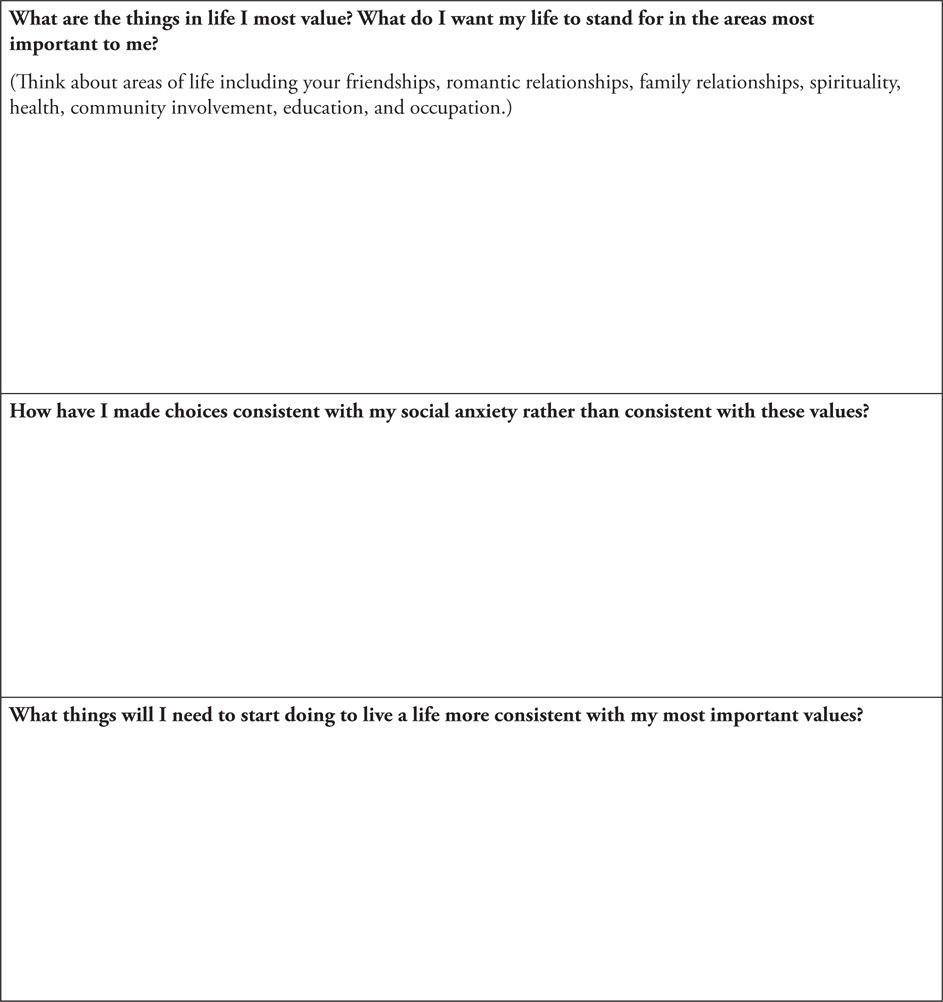 What are the things in life I most value? What do I want my life to stand for in the areas most
important to me?
(Think about areas of life including your friendships, romantic relationships, family relationships, spirituality,
health, community involvement, education, and occupation.)
How have I made choices consistent with my social anxiety rather than consistent with these values?
What things will I need to start doing to live a life more consistent with my most important values?